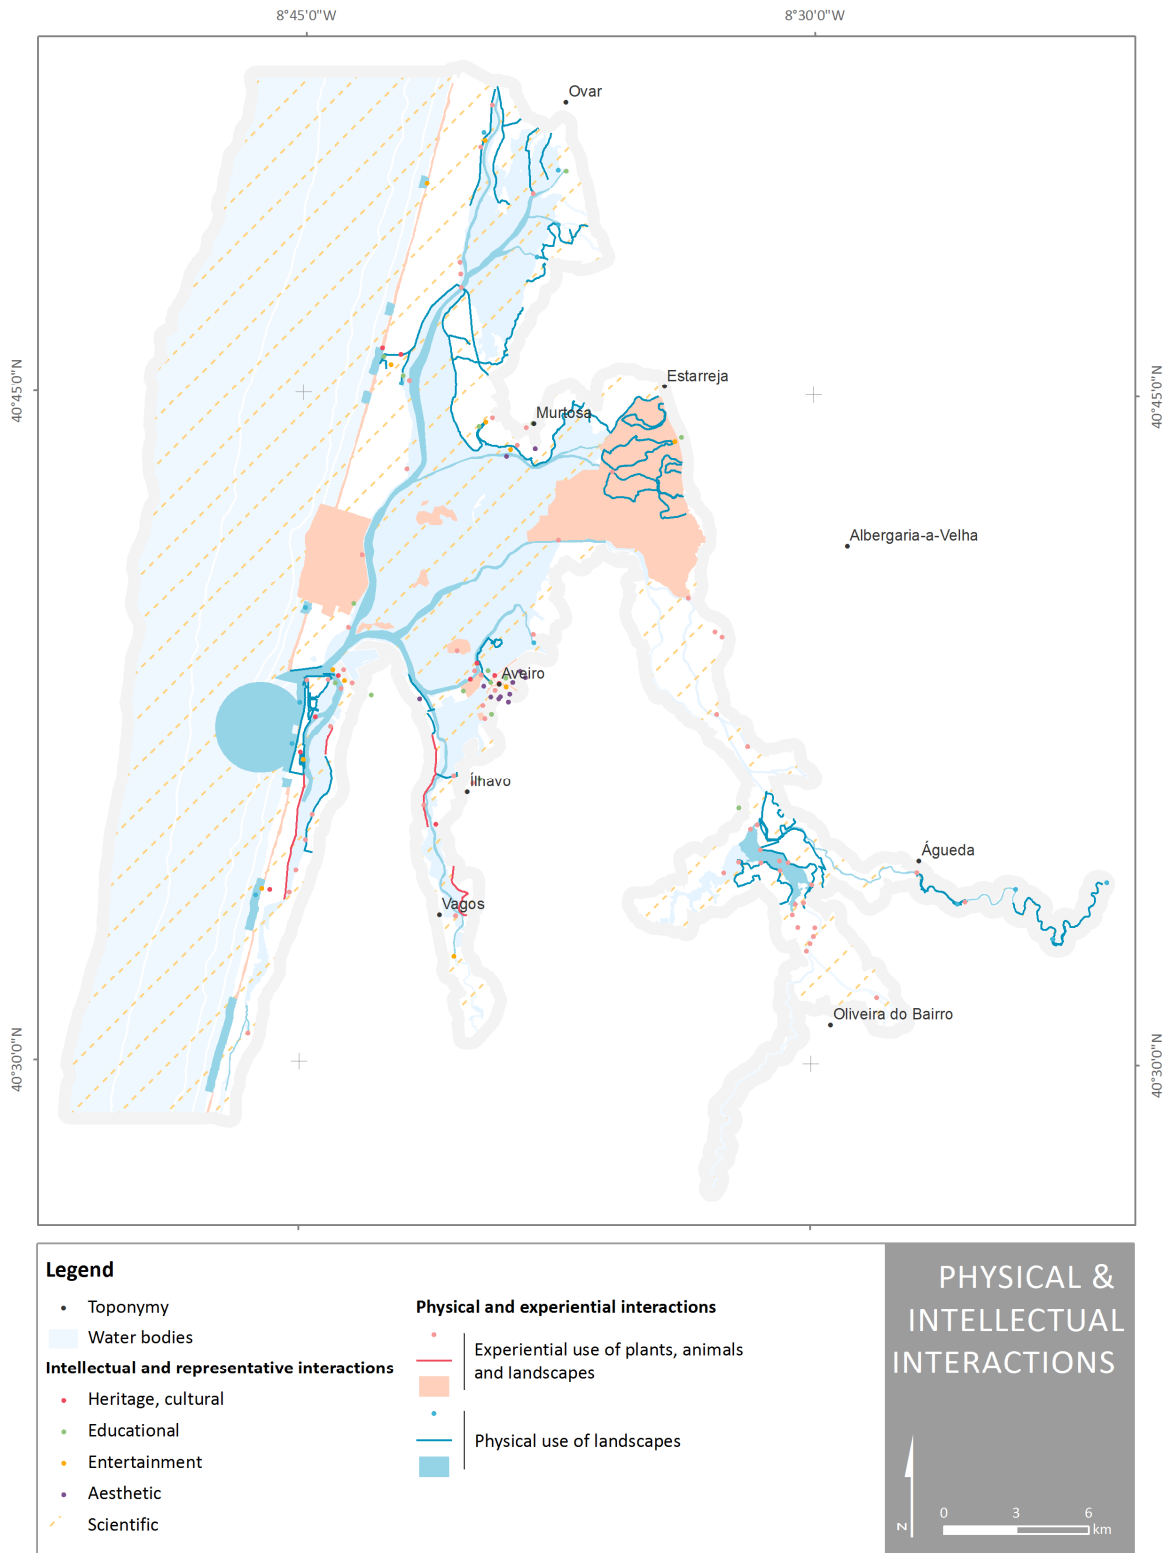 8°45'0"W
8°30'0"W
Ovar
40°45'0"N
40°45'0"N
Estarreja
Murtosa
Albergaria-a-Velha
Aveiro
Ílhavo
Águeda
Vagos
Oliveira do Bairro
40°30'0"N
40°30'0"N
Legend
Toponymy
Water bodies
Intellectual and representative interactions
Heritage, cultural
Educational
Entertainment
Aesthetic
Scientific
Physical and experiential interactions
Experiential use of plants, animals
and landscapes
Physical use of landscapes
PHYSICAL &
INTELLECTUAL
INTERACTIONS
N
0 3 6
km